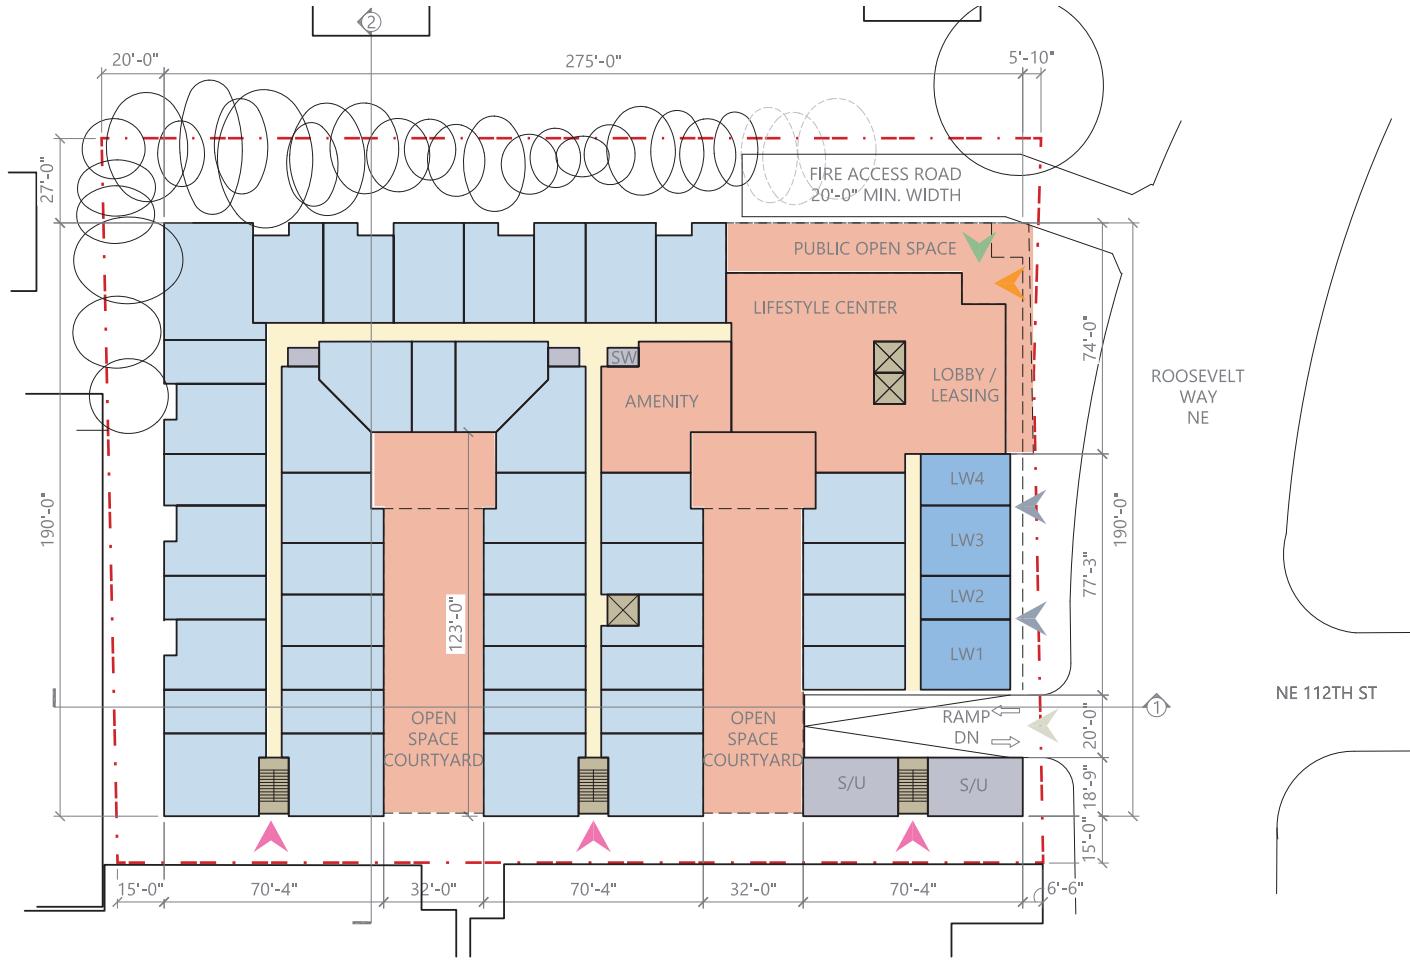 2
20'-0"
275'-0"
5'-10"
27'-0"
FIRE ACCESS ROAD
20'-0" MIN. WIDTH
PUBLIC OPEN SPACE
LIFESTYLE CENTER
74'-0"
SW
LOBBY /
LEASING
AMENITY
ROOSEVELT
WAY
NE
LW4
190'-0"
190'-0"
LW3
77'-3"
LW2
123'-0"
LW1
NE 112TH ST
1
OPEN
SPACE
COURTYARD
OPEN
SPACE
COURTYARD
RAMP
DN
20'-0"
S/U
S/U
18'-9"
15'-0"
15'-0"
70'-4"
32'-0"
70'-4"
32'-0"
70'-4"
6'-6"